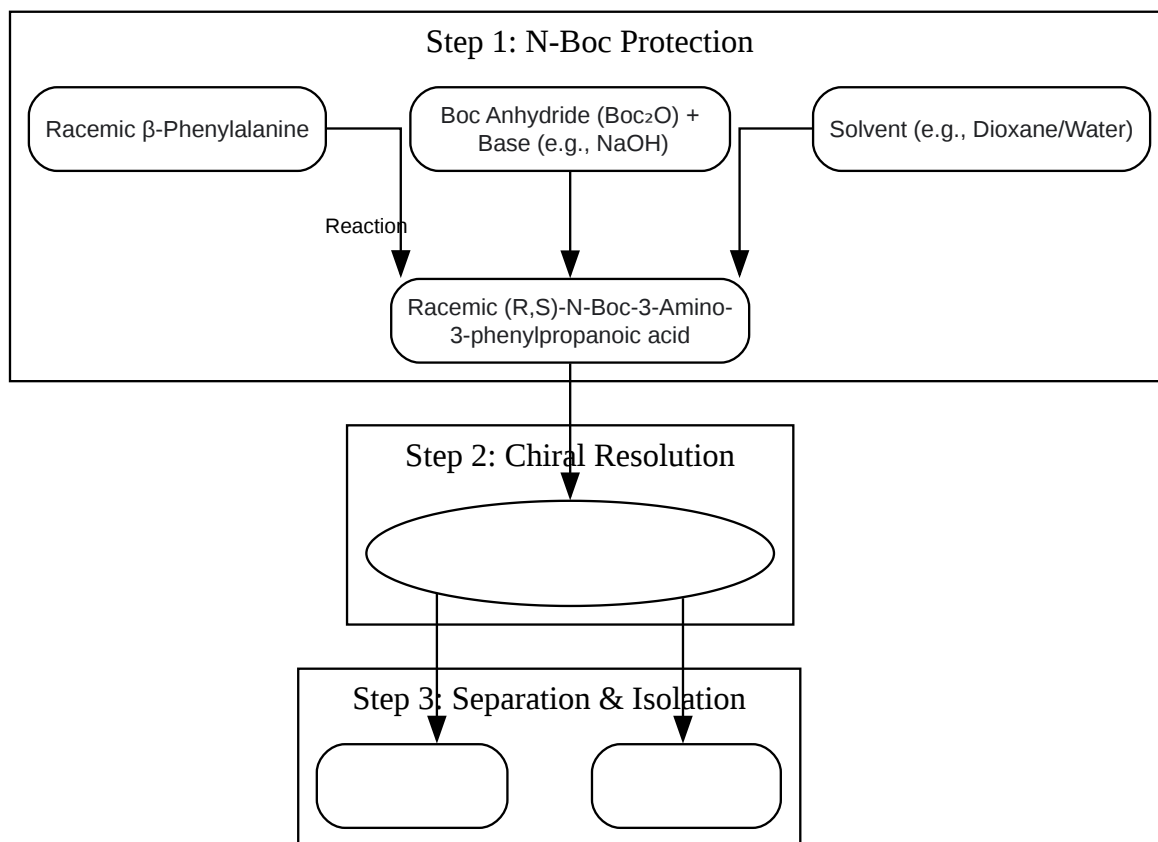 Step 1: N-Boc Protection
Racemic β-Phenylalanine
Boc Anhydride (Boc₂O) +
Base (e.g., NaOH)
Solvent (e.g., Dioxane/Water)
Reaction
Racemic (R,S)-N-Boc-3-Amino-
3-phenylpropanoic acid
Step 2: Chiral Resolution
Step 3: Separation & Isolation